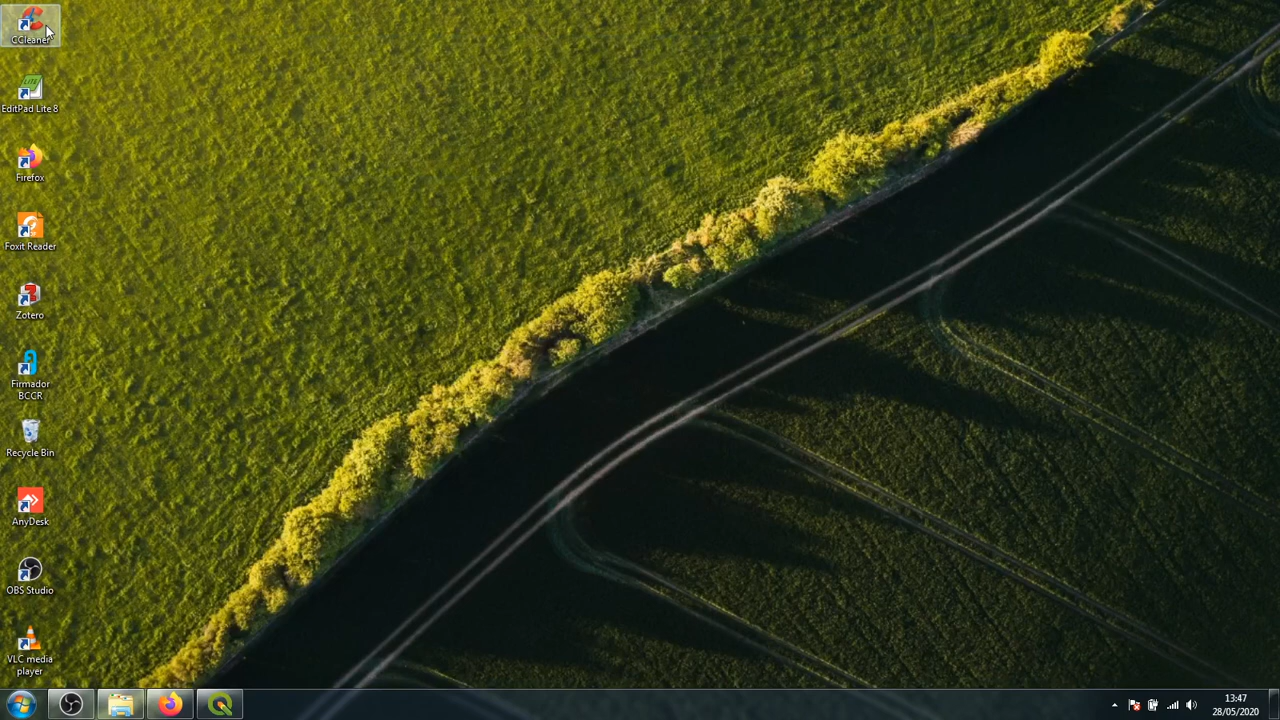 CCleaner
LITE
EditPad Lite 8
Firefox
Foxit Reader
Zotero
Firmador
BCCR
Recycle Bin
AnyDesk
OBS Studio
VLC media
player
13:47
28/05/2020